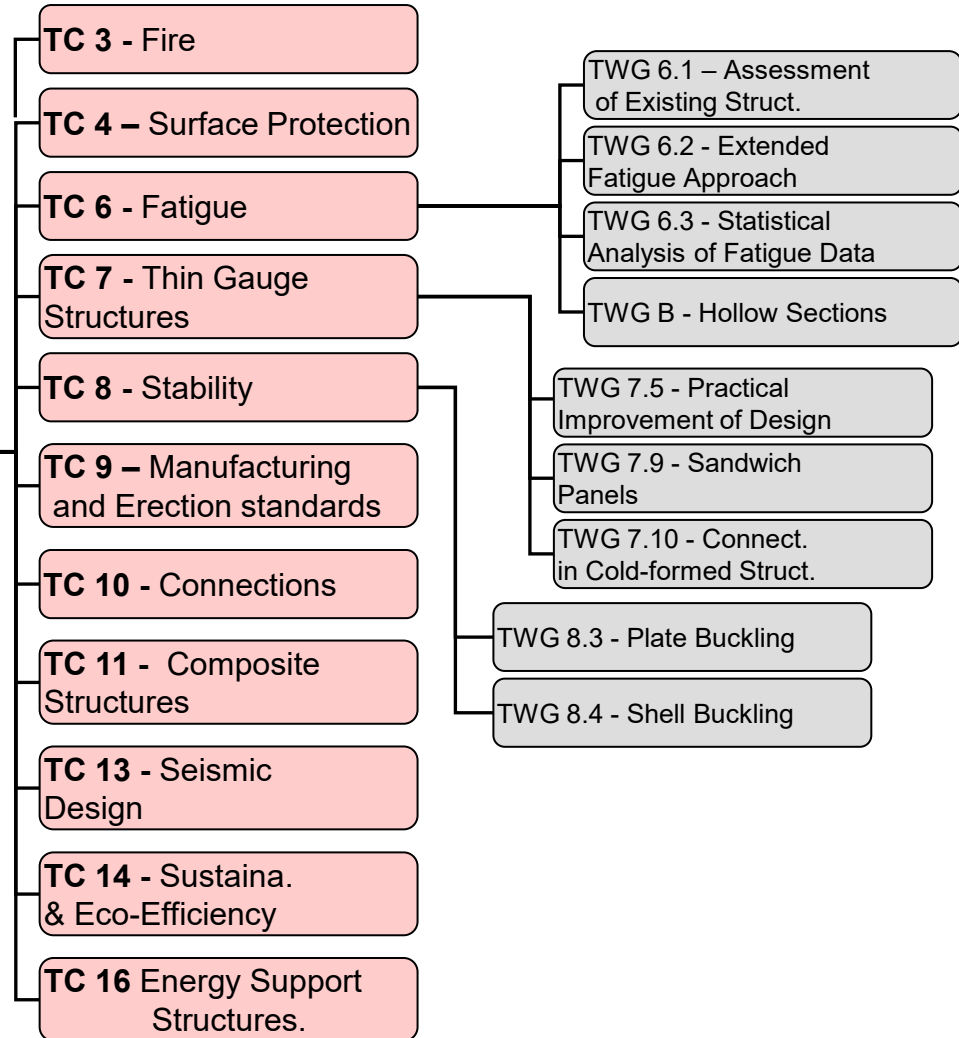 TC 3 - Fire
TC 4 – Surface Protection
TC 6 - Fatigue
TC 7 - Thin Gauge
Structures
TC 8 - Stability
TC 9 – Manufacturing
and Erection standards
TC 10 - Connections
TC 11 - Composite
Structures
TC 13 - Seismic
Design
TC 14 - Sustaina.
& Eco-Efficiency
TC 16 Energy Support
Structures.
TWG 6.1 – Assessment
of Existing Struct.
TWG 6.2 - Extended
Fatigue Approach
TWG 6.3 - Statistical
Analysis of Fatigue Data
TWG B - Hollow Sections
TWG 7.5 - Practical
Improvement of Design
TWG 7.9 - Sandwich
Panels
TWG 7.10 - Connect.
in Cold-formed Struct.
TWG 8.3 - Plate Buckling
TWG 8.4 - Shell Buckling